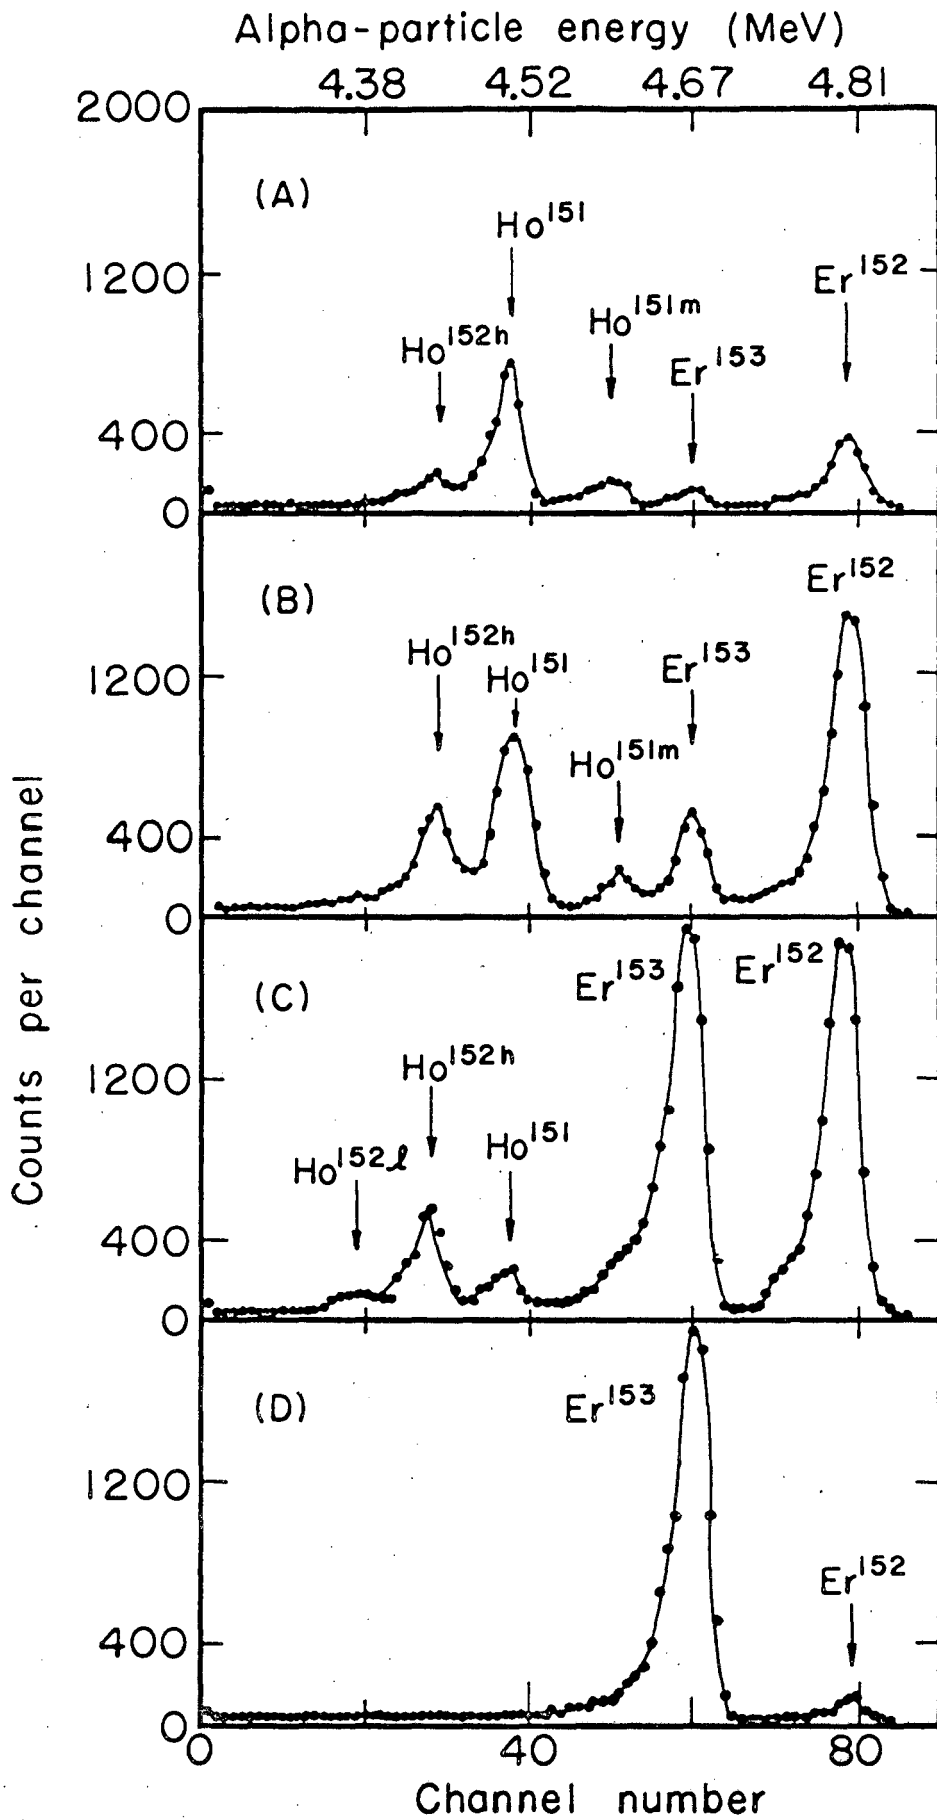 Alpha-particle energy (MeV)
4.38 4.52 4.67 4.81
2000
(A)
Ho151
1200
Er152
Ho151m
Ho152h
Er153
400
0
(B)
Er152
Ho152h
Er153
1200
Ho151
Ho151m
400
0
Er153
Er152
(C)
1200
Ho152h
Ho151
Ho152l
400
0
(D)
Er153
1200
Er152
400
0
0 40 80
Channel number
Counts per channel